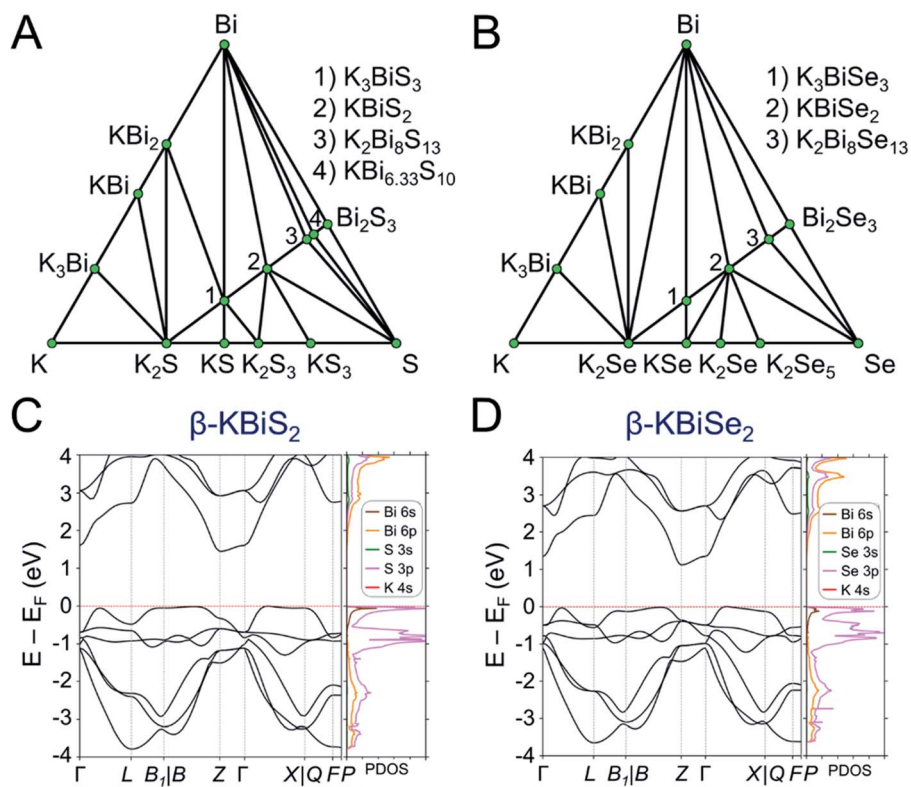 A
Bi
1) K₃BiS₃
2) KBiS₂
3) K₂Bi₈S₁₃
4) KBi₆.₃₃S₁₀
KBi₂
KBi
K₃Bi
Bi₂S₃
4
3
2
1
K
K₂S
KS
K₂S₃
KS₃
S
B
Bi
1) K₃BiSe₃
2) KBiSe₂
3) K₂Bi₈Se₁₃
KBi₂
KBi
K₃Bi
Bi₂Se₃
3
2
1
K
K₂Se
KSe
K₂Se
K₂Se₅
Se
C
β-KBiS₂
E − E_F (eV)
4
3
2
1
0
-1
-2
-3
-4
Γ
L
B₁|B
Z
Γ
X|Q
F
P
Bi 6s
Bi 6p
S 3s
S 3p
K 4s
PDOS
D
β-KBiSe₂
E − E_F (eV)
4
3
2
1
0
-1
-2
-3
-4
Γ
L
B₁|B
Z
Γ
X|Q
F
P
Bi 6s
Bi 6p
Se 3s
Se 3p
K 4s
PDOS